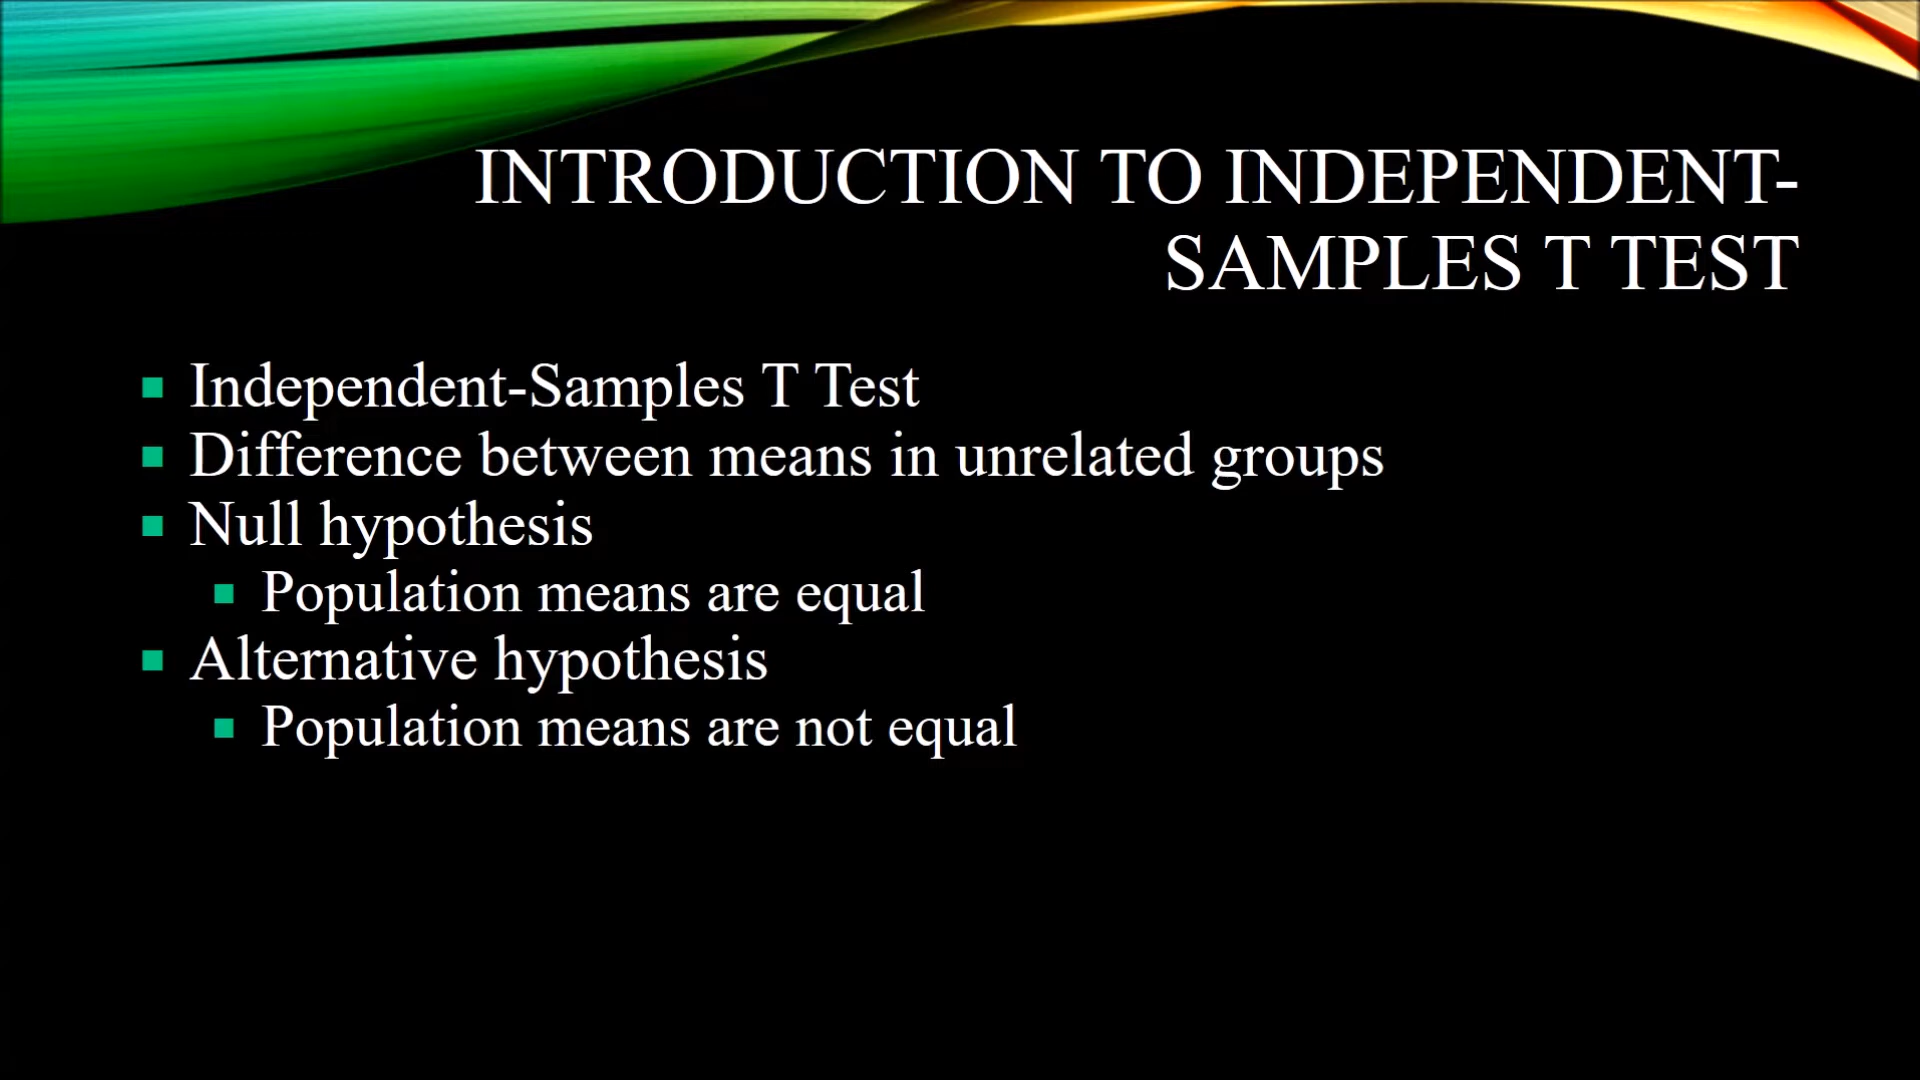 INTRODUCTION TO INDEPENDENT-
SAMPLES T TEST
Independent-Samples T Test
Difference between means in unrelated groups
Null hypothesis
Population means are equal
Alternative hypothesis
Population means are not equal